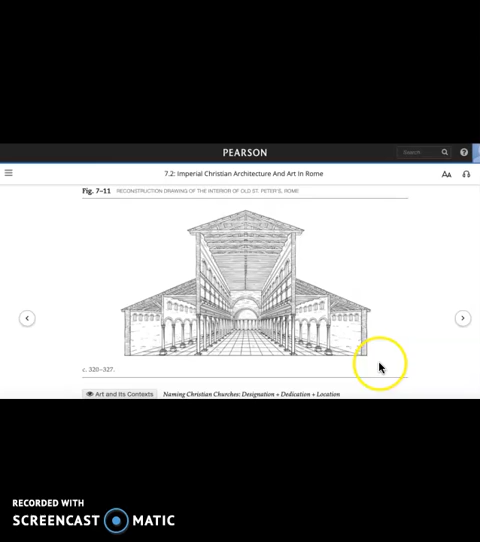 PEARSON
Search
7.2: Imperial Christian Architecture And Art In Rome
AA
Fig. 7–11 RECONSTRUCTION DRAWING OF THE INTERIOR OF OLD ST. PETER'S, ROME
c. 320–327.
Art and Its Contexts Naming Christian Churches: Designation + Dedication + Location
RECORDED WITH
SCREENCAST MATIC